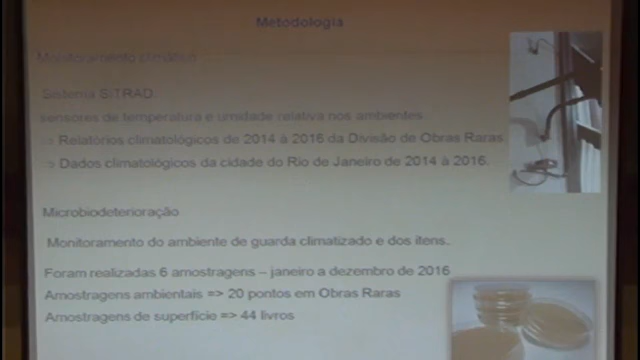 Metodologia
Monitoramento climático
Sistema SITRAD:
sensores de temperatura e umidade relativa nos ambientes
=> Relatórios climatológicos de 2014 à 2016 da Divisão de Obras Raras
=> Dados climatológicos da cidade do Rio de Janeiro de 2014 à 2016.
Microbiodeterioração
Monitoramento do ambiente de guarda climatizado e dos itens..
Foram realizadas 6 amostragens – janeiro a dezembro de 2016
Amostragens ambientais => 20 pontos em Obras Raras
Amostragens de superfície => 44 livros